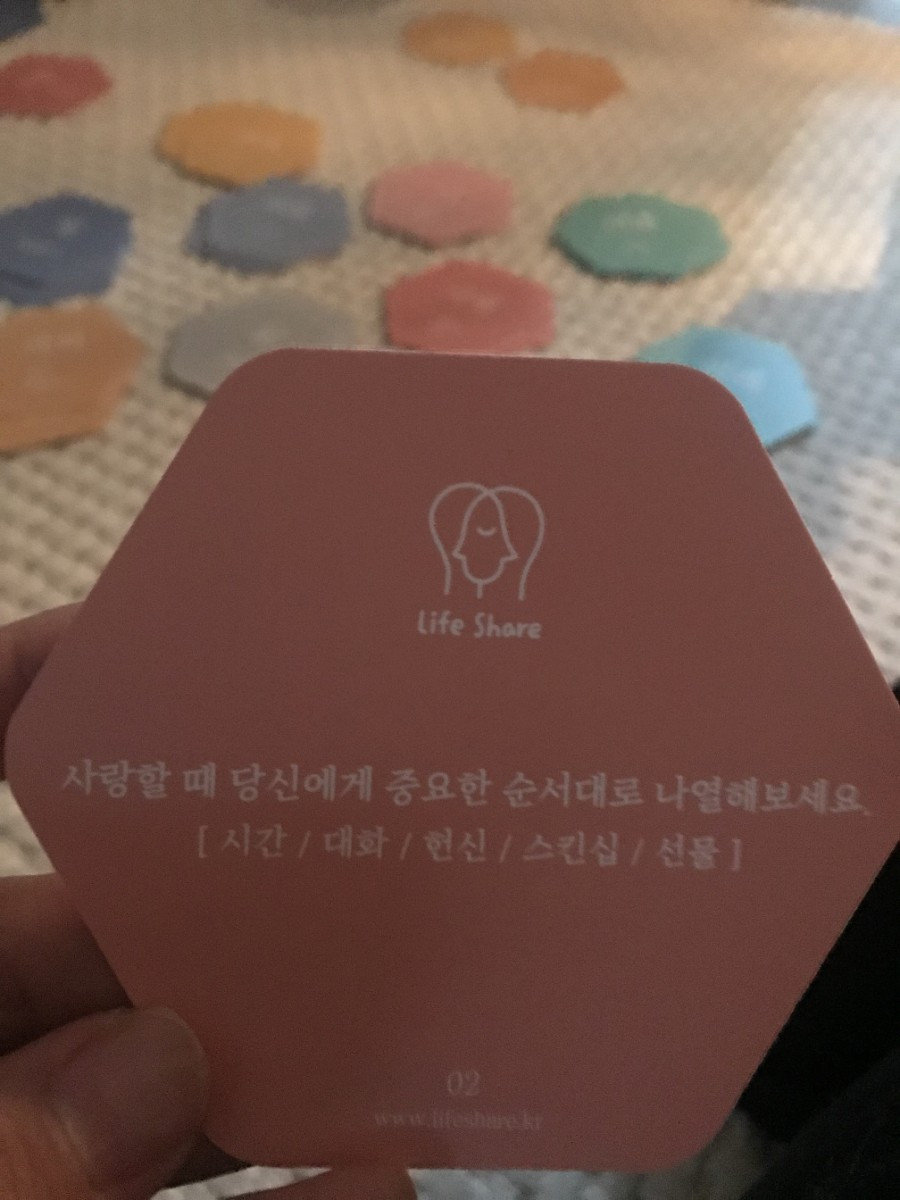 Life Share
사랑할 때 당신에게 중요한 순서대로 나열해보세요.
[ 시간 / 대화 / 헌신 / 스킨십 / 선물 ]
02
www.lifeshare.kr